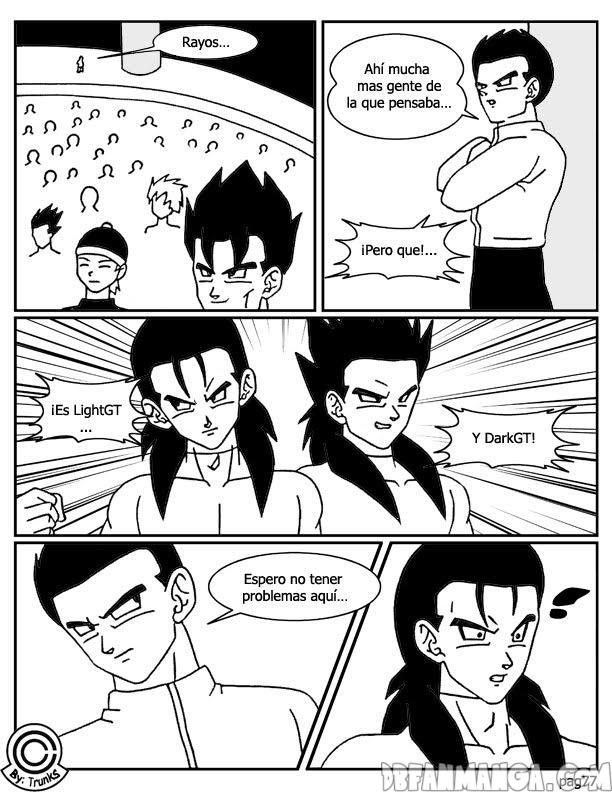 Rayos...
Ahí mucha
mas gente de
la que pensaba...
¡Pero que!...
¡Es LightGT
...
Y DarkGT!
Espero no tener
problemas aquí...
By: Trunks
DBFANMANGA.COM
pag77